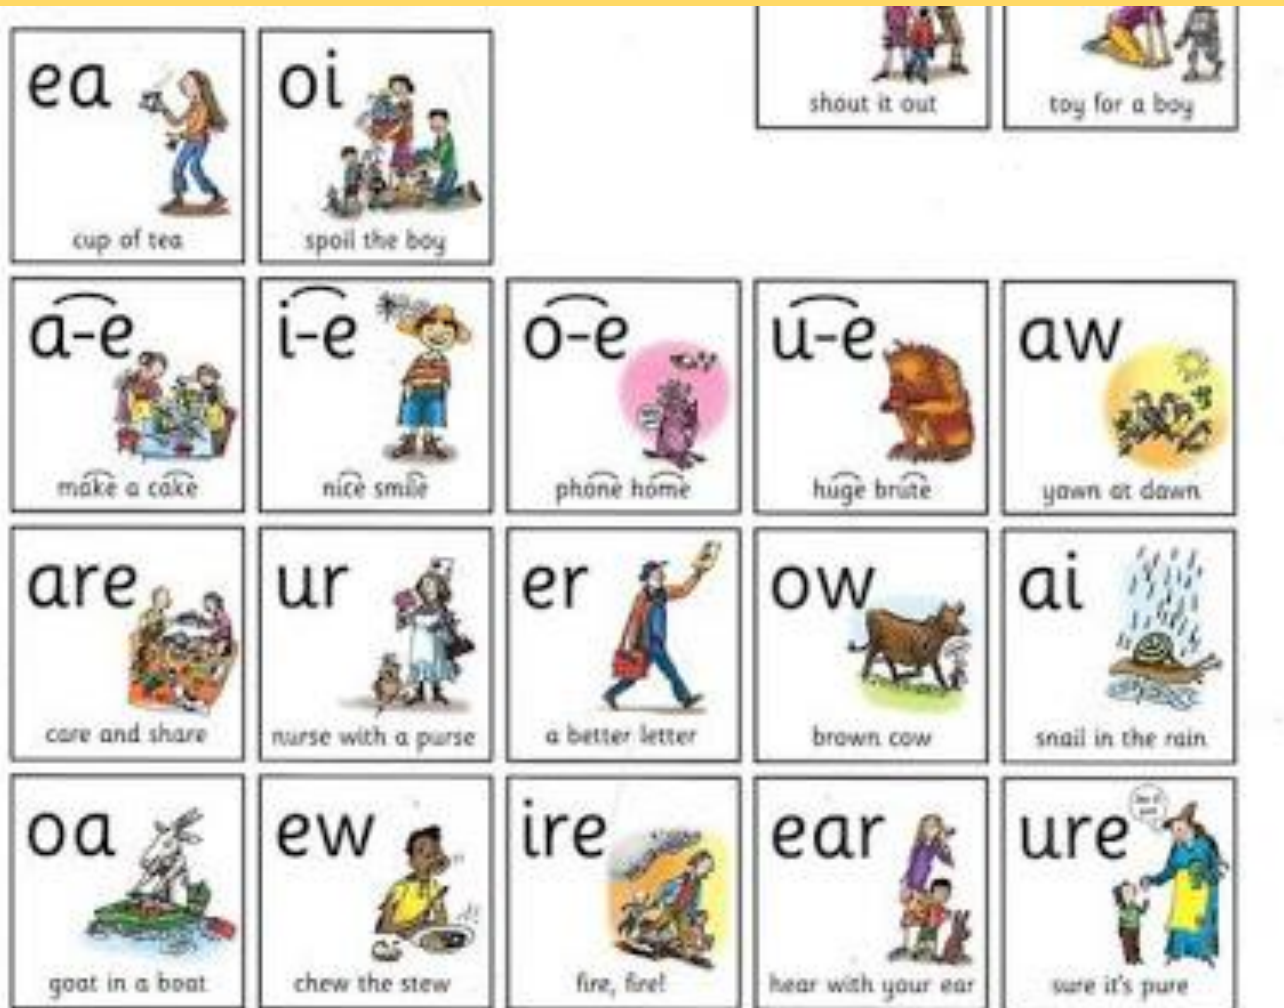 shout it out
toy for a boy
ea
cup of tea
oi
spoil the boy
a-e
make a cake
i-e
nice smile
o-e
phone home
u-e
huge brute
aw
yawn at dawn
are
care and share
ur
nurse with a purse
er
a better letter
ow
brown cow
ai
snail in the rain
oa
goat in a boat
ew
chew the stew
ire
fire, fire!
ear
hear with your ear
ure
sure it's pure